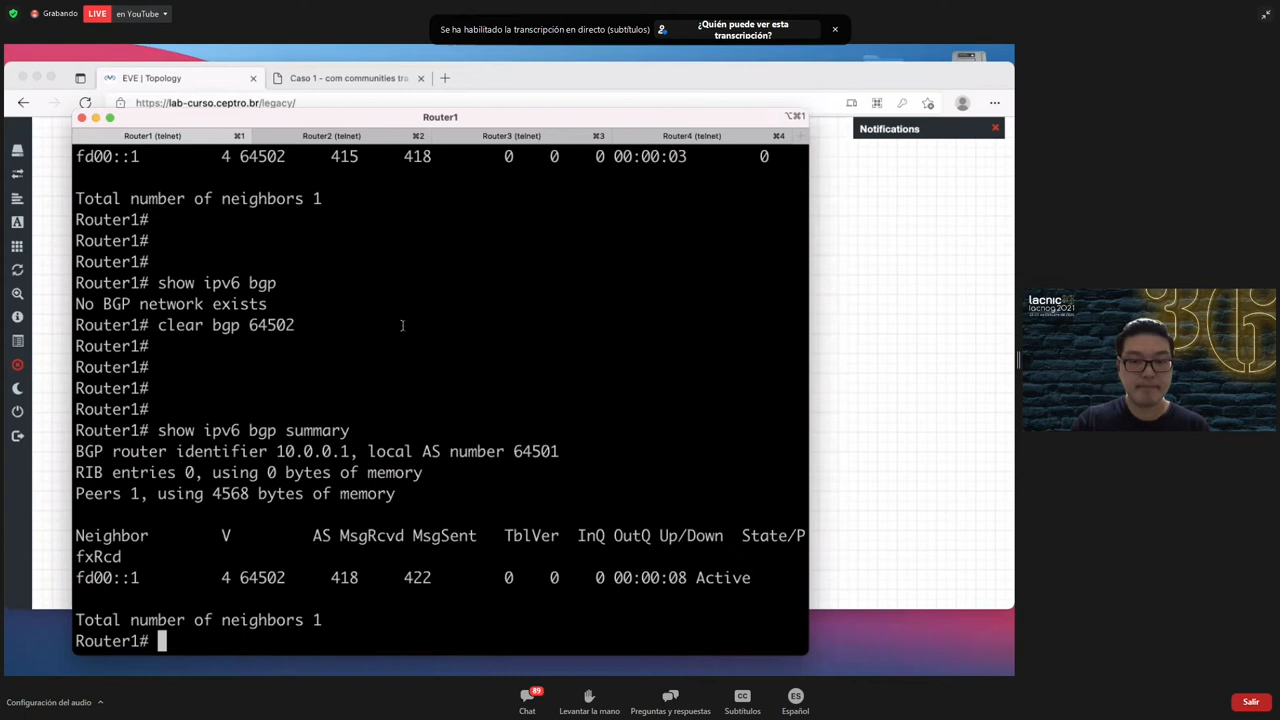 Grabando
LIVE
en YouTube
Se ha habilitado la transcripción en directo (subtítulos)
¿Quién puede ver esta
transcripción?
EVE | Topology
Caso 1 - com communities tra
https://lab-curso.ceptro.br/legacy/
Router1
⌥⌘1
Router1 (telnet) ⌘1
Router2 (telnet) ⌘2
Router3 (telnet) ⌘3
Router4 (telnet) ⌘4
Notifications
fd00::1 4 64502 415 418 0 0 0 00:00:03 0
Total number of neighbors 1
Router1#
Router1#
Router1#
Router1# show ipv6 bgp
No BGP network exists
Router1# clear bgp 64502
Router1#
Router1#
Router1#
Router1#
Router1# show ipv6 bgp summary
BGP router identifier 10.0.0.1, local AS number 64501
RIB entries 0, using 0 bytes of memory
Peers 1, using 4568 bytes of memory
Neighbor V AS MsgRcvd MsgSent TblVer InQ OutQ Up/Down State/P
fxRcd
fd00::1 4 64502 418 422 0 0 0 00:00:08 Active
Total number of neighbors 1
Router1#
lacnic
lacnog
2021
Configuración del audio
89
Chat
Levantar la mano
Preguntas y respuestas
CC
Subtítulos
ES
Español
Salir